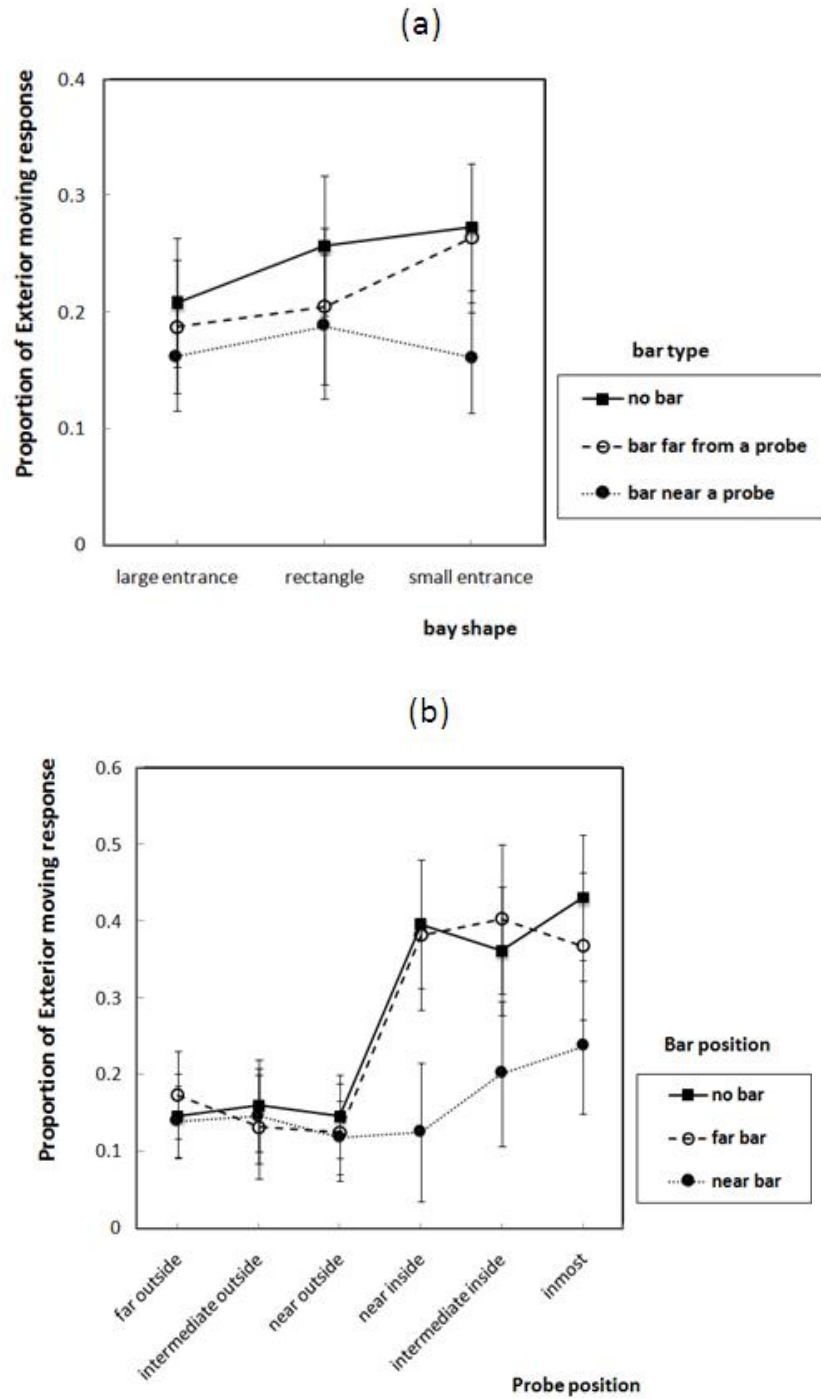 (a)
Proportion of Exterior moving response
0.4
0.3
0.2
0.1
0
large entrance
rectangle
small entrance
bay shape
bar type
no bar
bar far from a probe
bar near a probe
(b)
Proportion of Exterior moving response
0.6
0.5
0.4
0.3
0.2
0.1
0
far outside
intermediate outside
near outside
near inside
intermediate inside
inmost
Probe position
Bar position
no bar
far bar
near bar